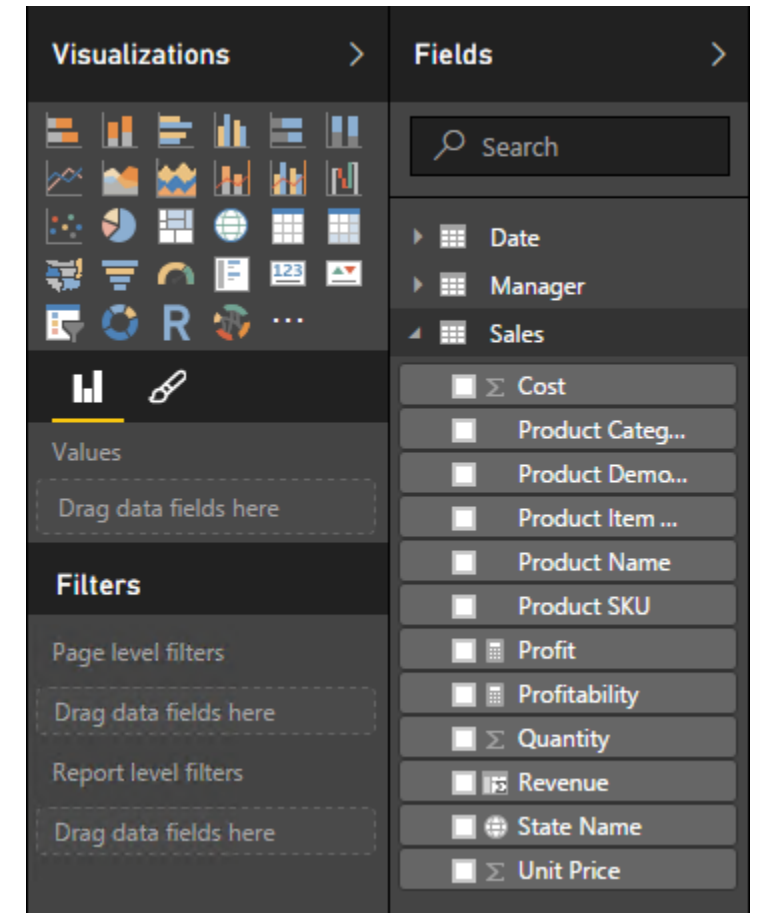 Visualizations
Values
Drag data fields here
Filters
Page level filters
Drag data fields here
Report level filters
Drag data fields here
Fields
Search
Date
Manager
Sales
Σ Cost
Product Categ...
Product Demo...
Product Item ...
Product Name
Product SKU
Profit
Profitability
Σ Quantity
Revenue
State Name
Σ Unit Price
123
R